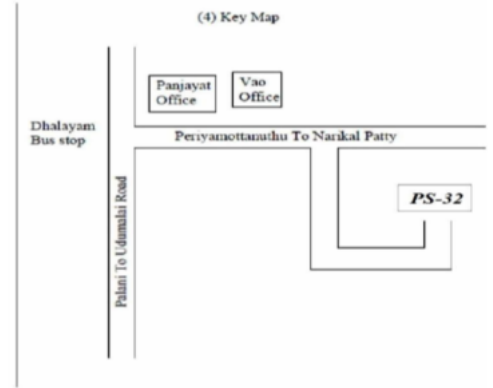 (4) Key Map
Panjayat
Office
Vao
Office
Dhalayam
Bus stop
Periyamottanuthu To Narikal Patty
PS-32
Palani To Udumalai Road